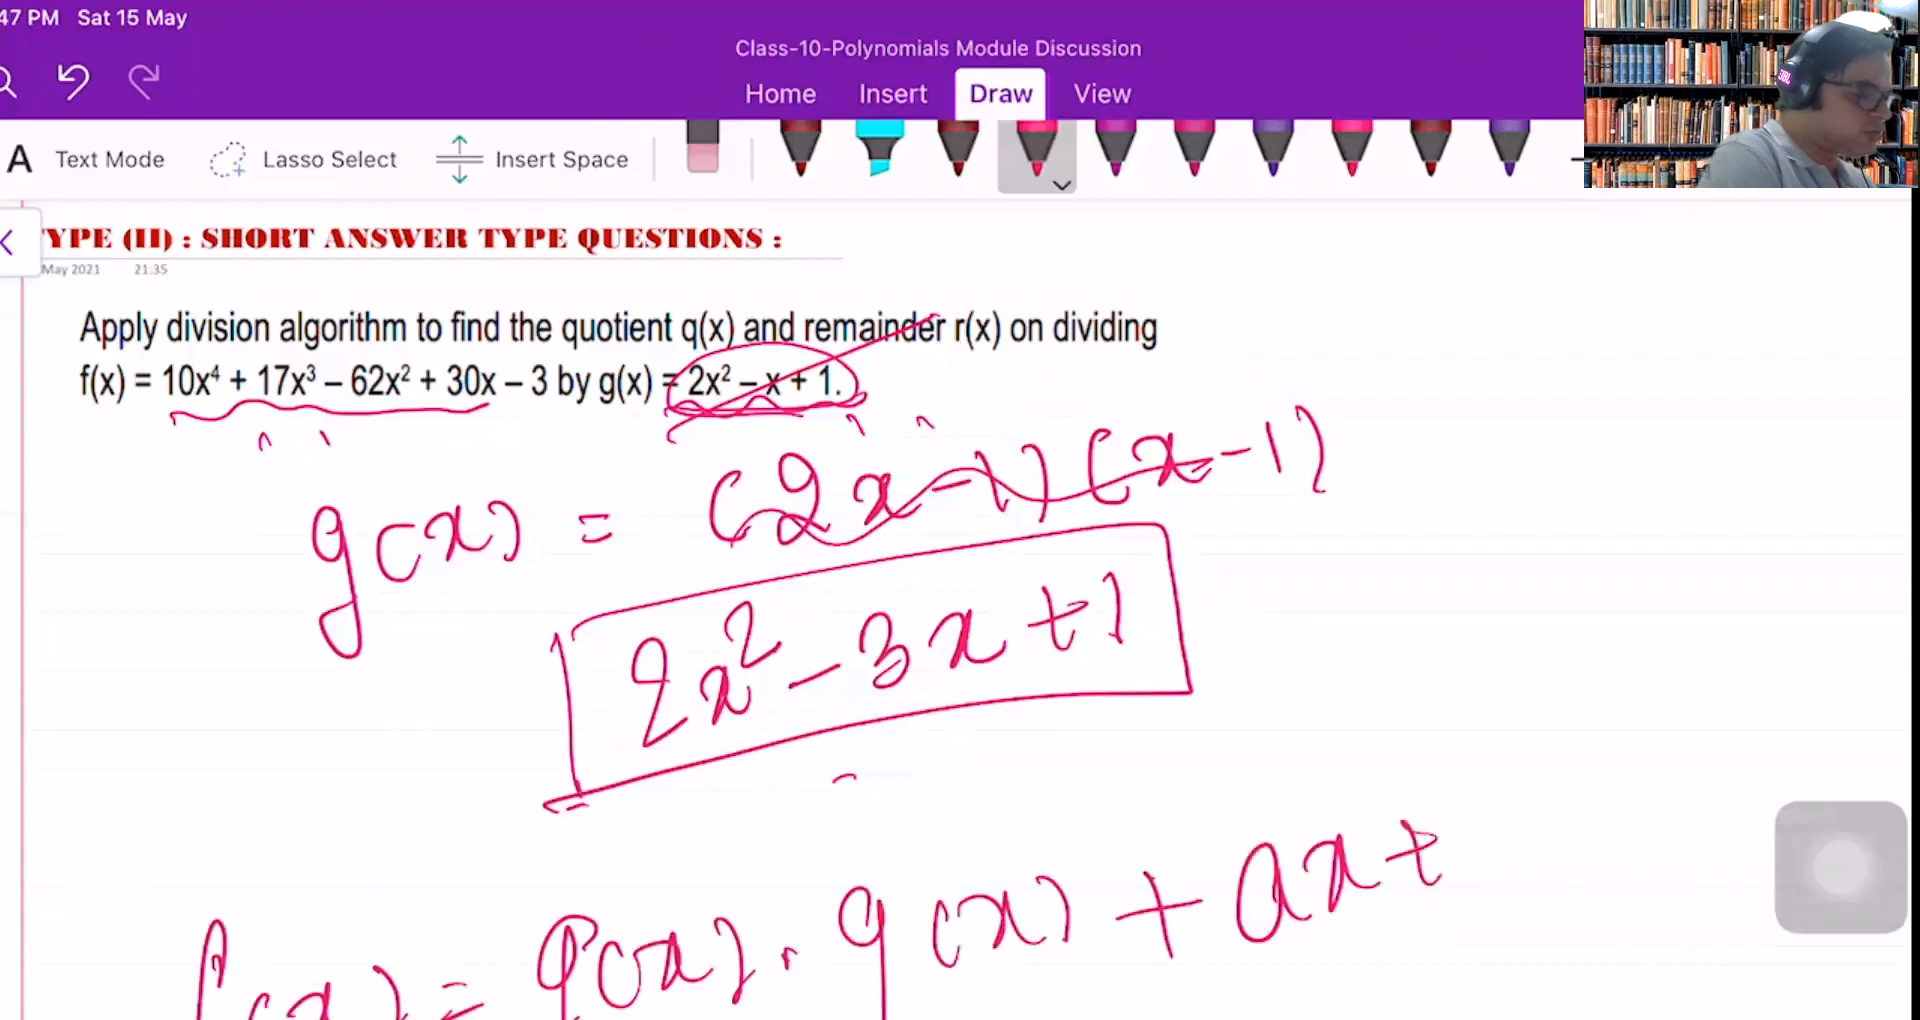 47 PM Sat 15 May
Class-10-Polynomials Module Discussion
Home Insert Draw View
A Text Mode Lasso Select Insert Space
YPE (II) : SHORT ANSWER TYPE QUESTIONS :
May 2021 21:35
Apply division algorithm to find the quotient q(x) and remainder r(x) on dividing
f(x) = 10x⁴ + 17x³ – 62x² + 30x – 3 by g(x) = 2x² – x + 1.
g(x) = (2x-1)(x-1)
2x²-3x+1
f(x) = q(x).g(x) + ax+